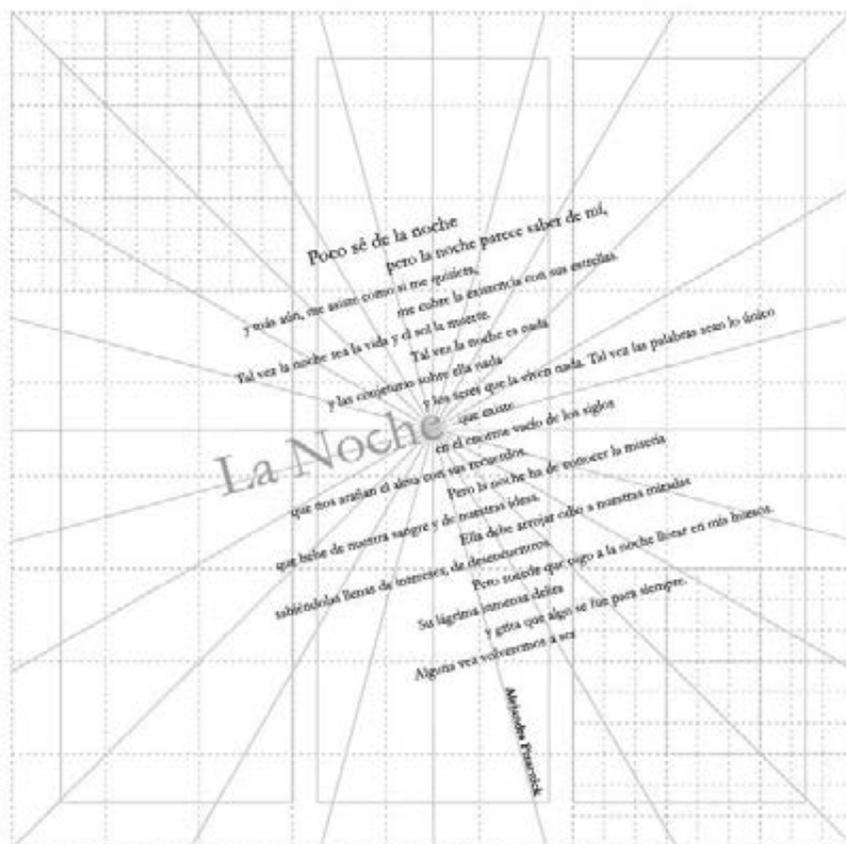 Poco sé de la noche
pero la noche parece saber de mí,
y más aún, me asiste como si me quisiera,
me cubre la existencia con sus estrellas.
Tal vez la noche sea la vida y el sol la muerte.
Tal vez la noche es nada
y las conjeturas sobre ella nada
y los seres que la viven nada. Tal vez las palabras sean lo único
que existe
La Noche
en el enorme vacío de los siglos
que nos arañan el alma con sus recuerdos.
Pero la noche ha de conocer la miseria
que bebe de nuestra sangre y de nuestras ideas.
Ella debe arrojar odio a nuestras miradas
sabiéndolas llenas de intereses, de desencuentros.
Pero sucede que oigo a la noche llorar en mis huesos.
Su lágrima inmensa delira
y grita que algo se fue para siempre.
Alguna vez volveremos a ser
Alejandra Pizarnick